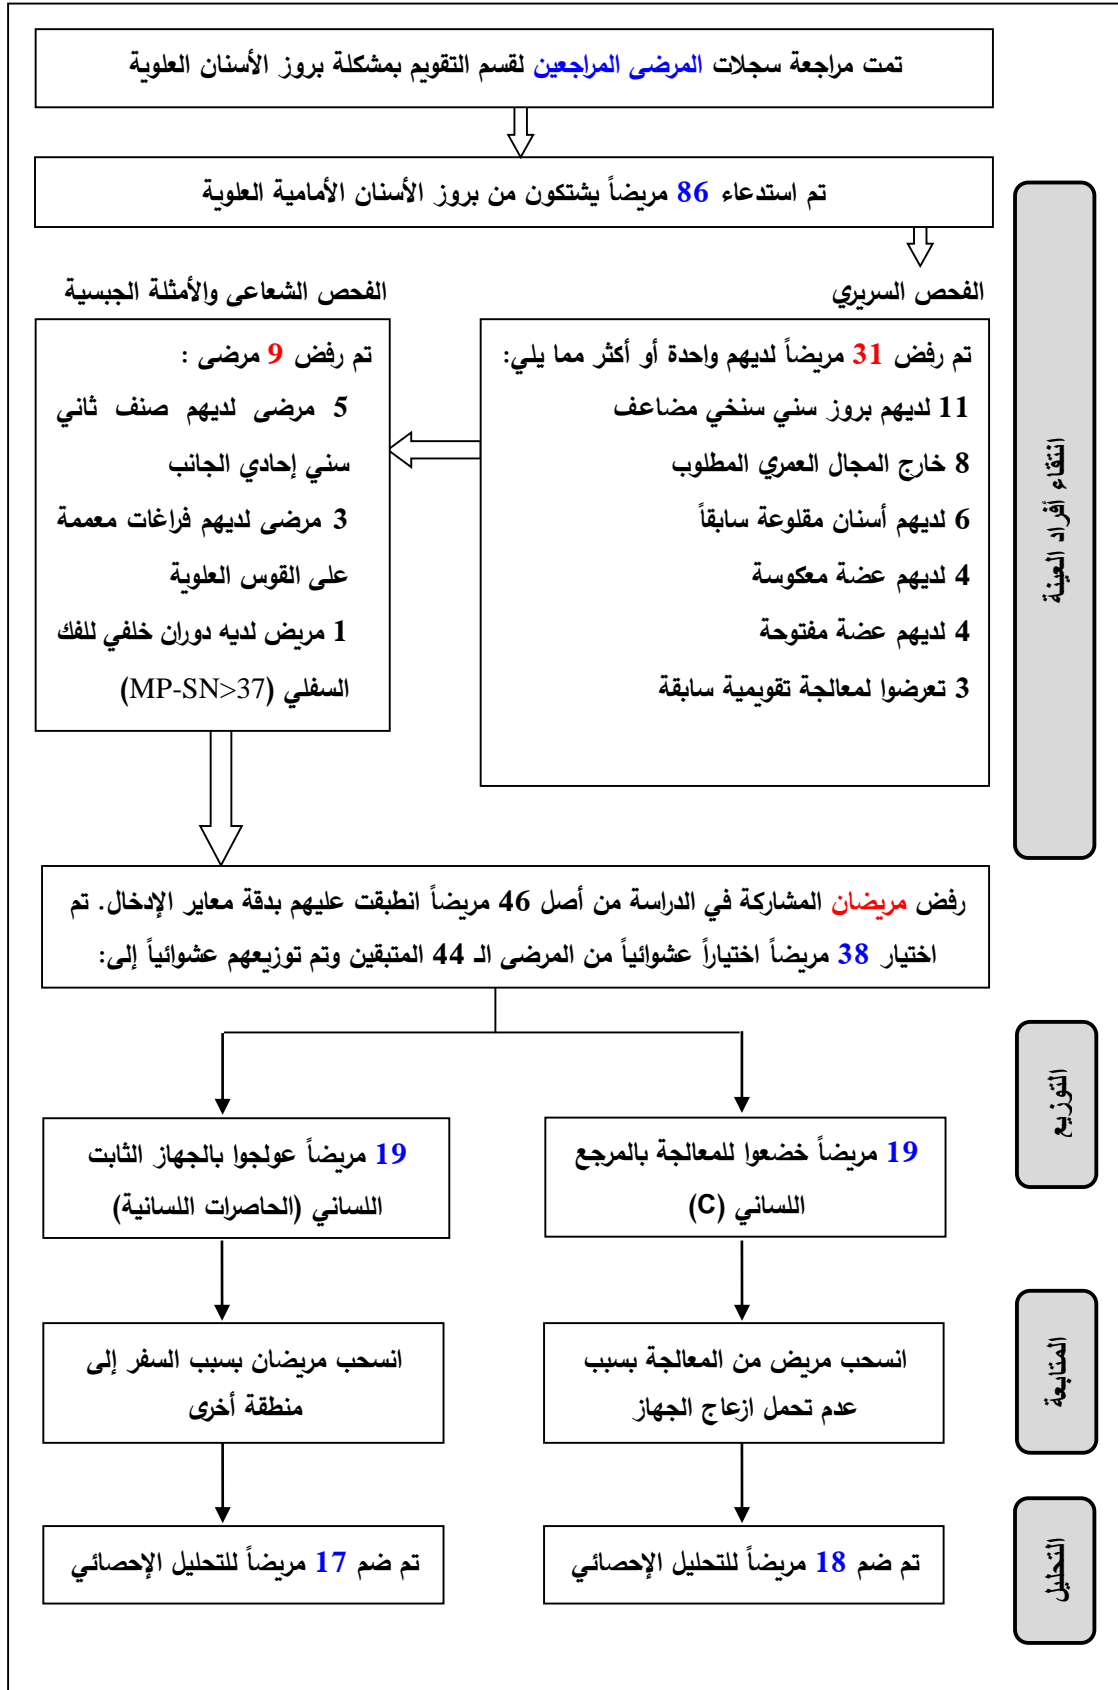 تمت مراجعة سجلات المرضى المراجعين لقسم التقويم بمشكلة بروز الأسنان العلوية
تم استدعاء 86 مريضاً يشتكون من بروز الأسنان الأمامية العلوية
انتقاء أفراد العينة
الفحص السريري
تم رفض 31 مريضاً لديهم واحدة أو أكثر مما يلي:
11 لديهم بروز سني سنخي مضاعف
8 خارج المجال العمري المطلوب
6 لديهم أسنان مقلوعة سابقاً
4 لديهم عضة معكوسة
4 لديهم عضة مفتوحة
3 تعرضوا لمعالجة تقويمية سابقة
الفحص الشعاعي والأمثلة الجبسية
تم رفض 9 مرضى :
5 مرضى لديهم صنف ثاني
سني إحادي الجانب
3 مرضى لديهم فراغات معممة
على القوس العلوية
1 مريض لديه دوران خلفي للفك
السفلي (MP-SN>37)
رفض مريضان المشاركة في الدراسة من أصل 46 مريضاً انطبقت عليهم بدقة معاير الإدخال. تم
اختيار 38 مريضاً اختياراً عشوائياً من المرضى الـ 44 المتبقين وتم توزيعهم عشوائياً إلى:
التوزيع
19 مريضاً خضعوا للمعالجة بالمرجع
اللساني (C)
19 مريضاً عولجوا بالجهاز الثابت
اللساني (الحاصرات اللسانية)
المتابعة
انسحب مريض من المعالجة بسبب
عدم تحمل ازعاج الجهاز
انسحب مريضان بسبب السفر إلى
منطقة أخرى
التحليل
تم ضم 18 مريضاً للتحليل الإحصائي
تم ضم 17 مريضاً للتحليل الإحصائي